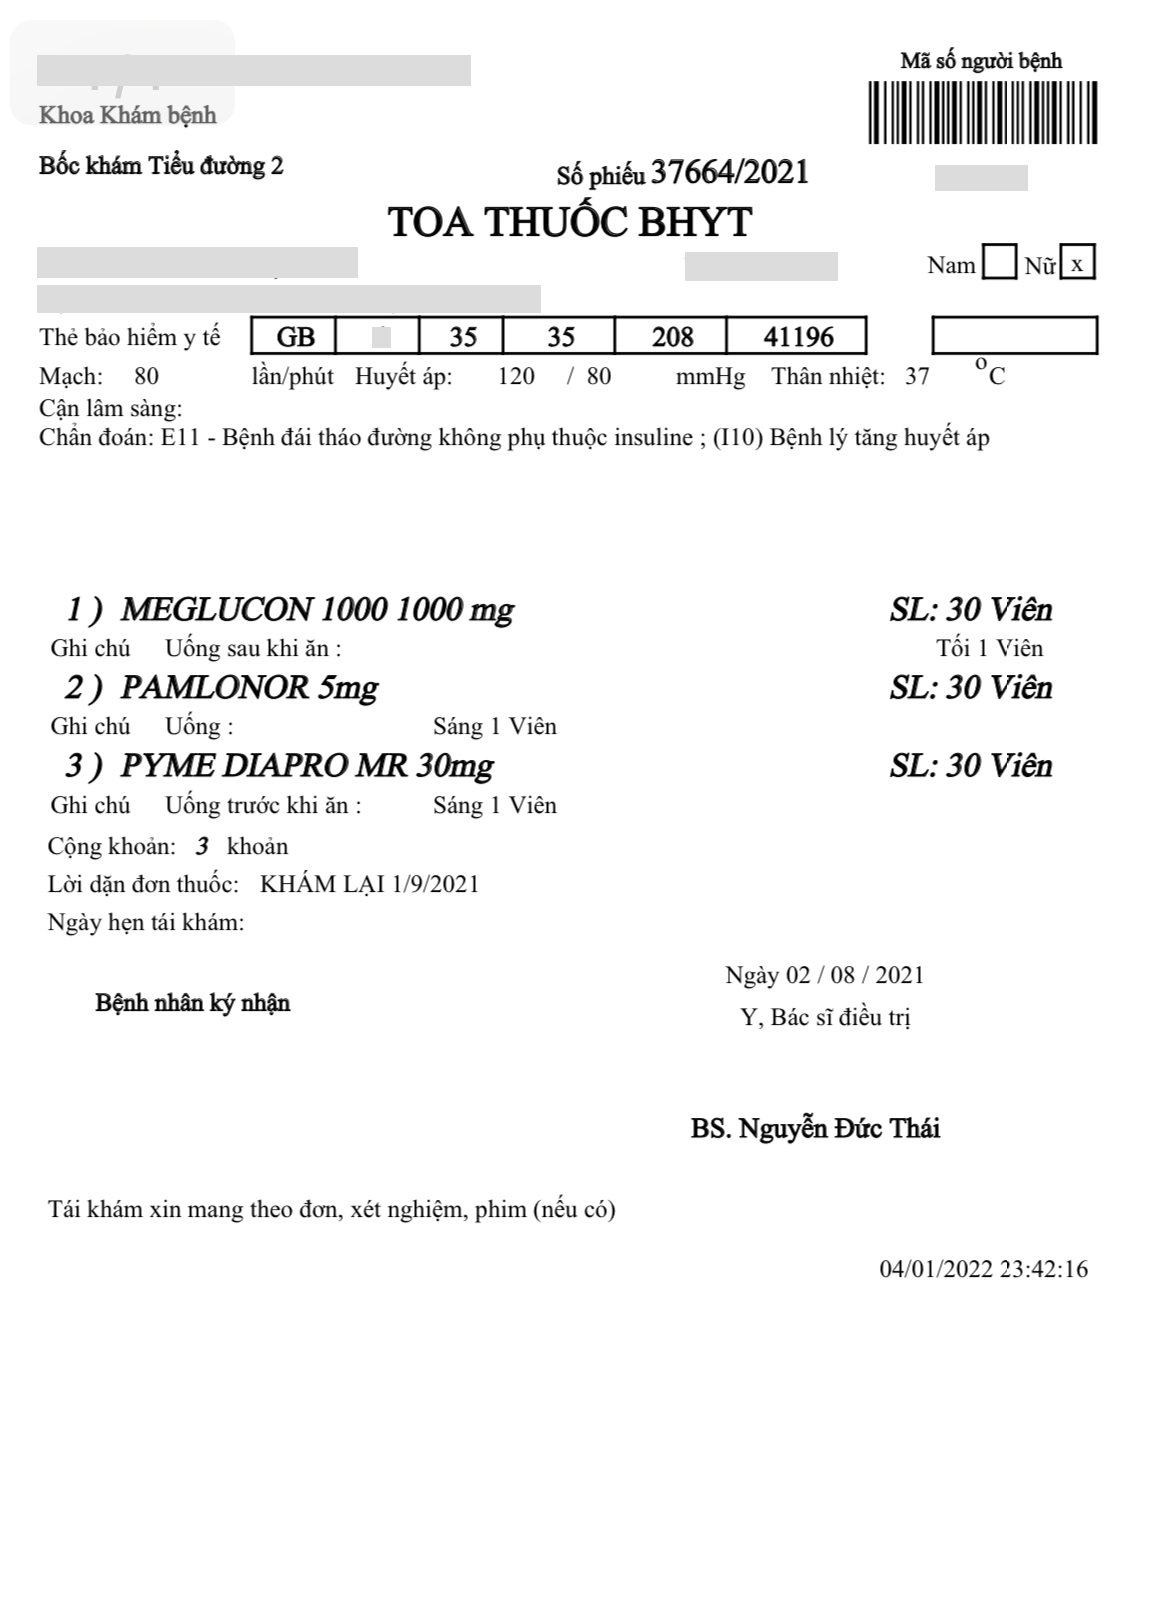 Mã số người bệnh
Khoa Khám bệnh
Bốc khám Tiểu đường 2
Số phiếu 37664/2021
TOA THUỐC BHYT
Nam Nữ x
Thẻ bảo hiểm y tế GB 35 35 208 41196
Mạch: 80 lần/phút Huyết áp: 120 / 80 mmHg Thân nhiệt: 37 °C
Cận lâm sàng:
Chẩn đoán: E11 - Bệnh đái tháo đường không phụ thuộc insuline ; (I10) Bệnh lý tăng huyết áp
1 ) MEGLUCON 1000 1000 mg SL: 30 Viên
Ghi chú Uống sau khi ăn : Tối 1 Viên
2 ) PAMLONOR 5mg SL: 30 Viên
Ghi chú Uống : Sáng 1 Viên
3 ) PYME DIAPRO MR 30mg SL: 30 Viên
Ghi chú Uống trước khi ăn : Sáng 1 Viên
Cộng khoản: 3 khoản
Lời dặn đơn thuốc: KHÁM LẠI 1/9/2021
Ngày hẹn tái khám:
Ngày 02 / 08 / 2021
Bệnh nhân ký nhận
Y, Bác sĩ điều trị
BS. Nguyễn Đức Thái
Tái khám xin mang theo đơn, xét nghiệm, phim (nếu có)
04/01/2022 23:42:16